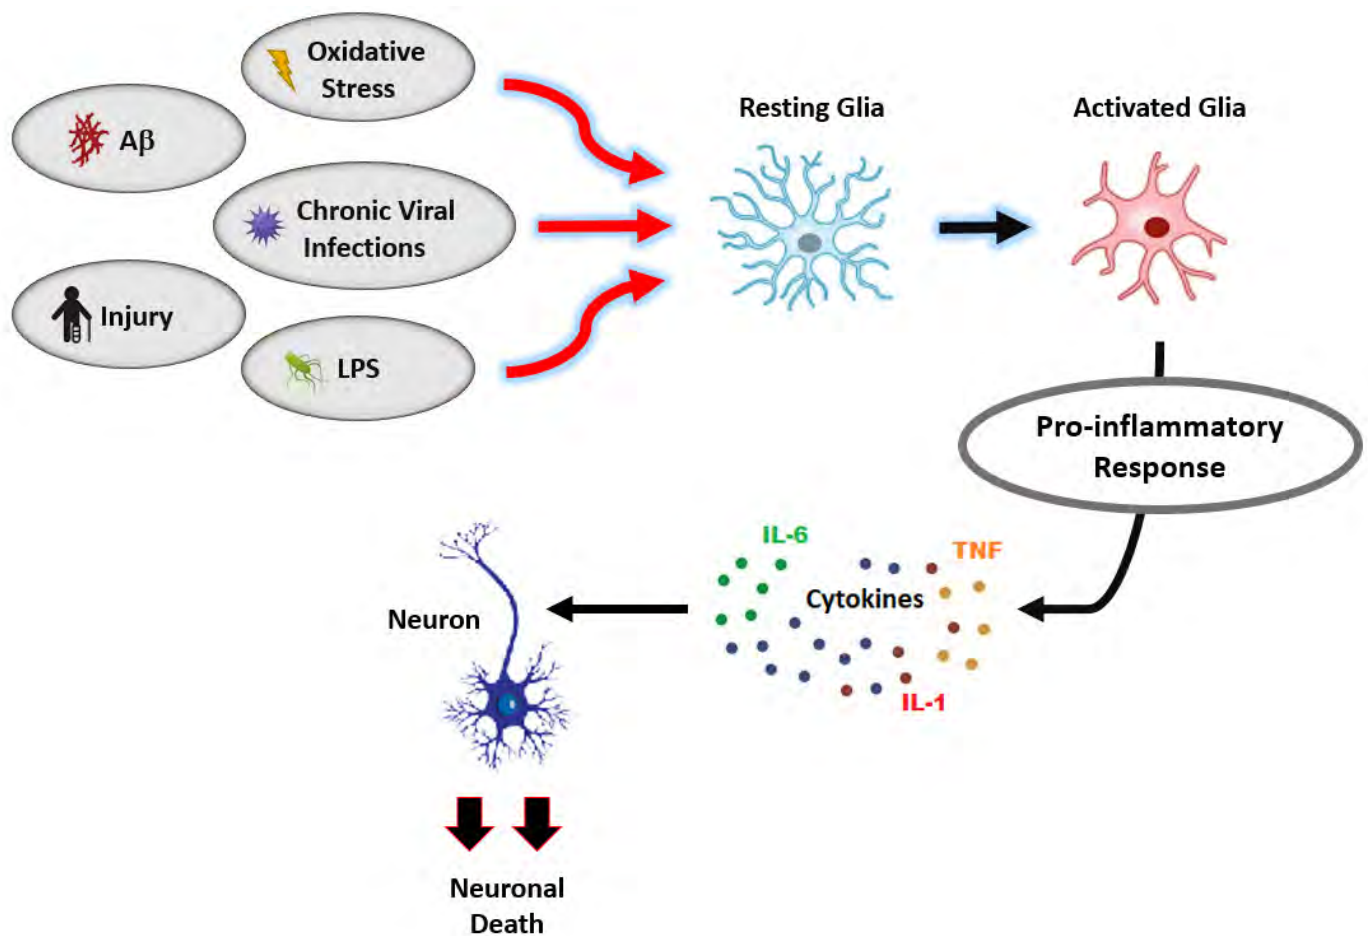 Oxidative
Stress
Aβ
Chronic Viral
Infections
Injury
LPS
Resting Glia
Activated Glia
Pro-inflammatory
Response
IL-6
TNF
Cytokines
IL-1
Neuron
Neuronal
Death